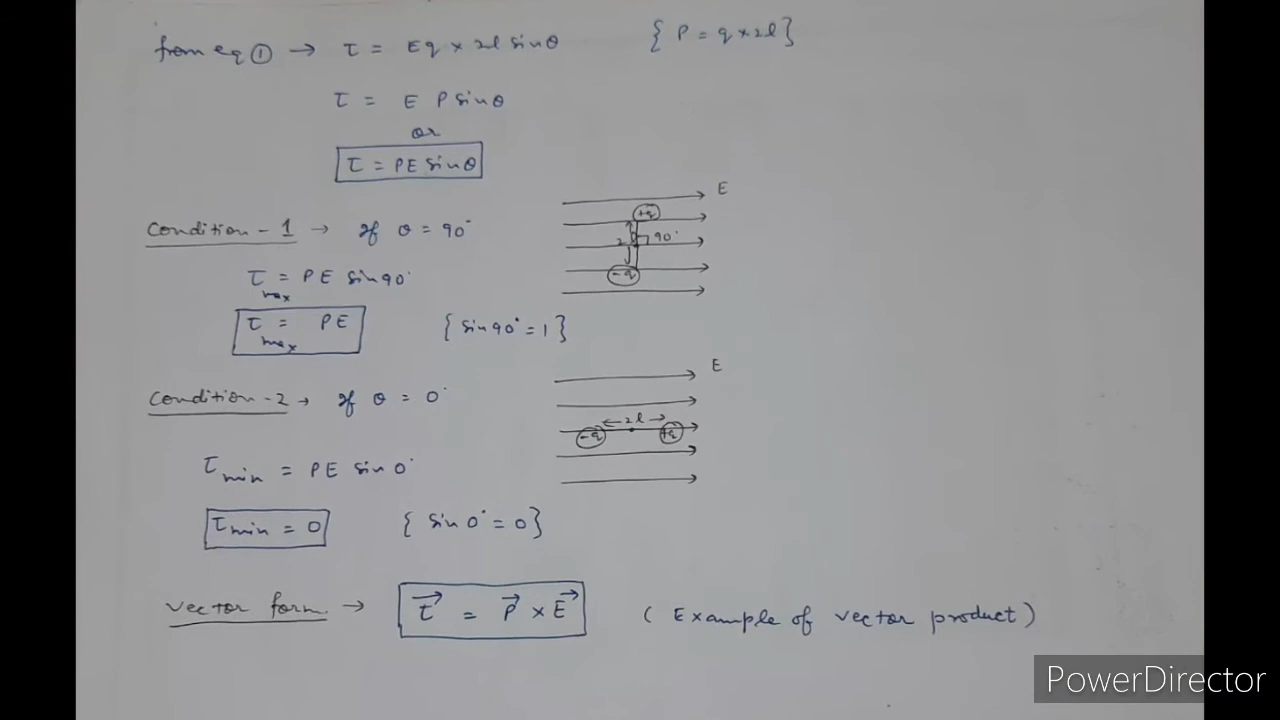 from eq ① → τ = Eq × 2l sinθ { P = q × 2l }
τ = E P sinθ
or
τ = PE sinθ
Condition - 1 → If θ = 90°
E
+q
2l
90°
-q
τmax = PE sin90°
τmax = PE { sin90° = 1 }
Condition - 2 → If θ = 0°
E
-q ← 2l → +q
τmin = PE sin0°
τmin = 0 { sin0° = 0 }
Vector form → τ⃗ = P⃗ × E⃗ ( Example of vector product )
PowerDirector